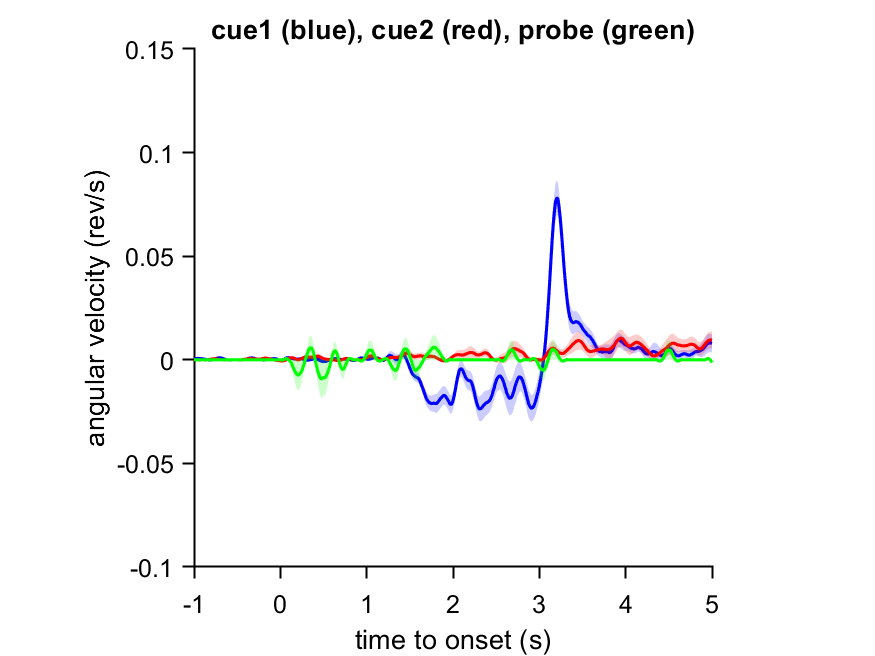 cue1 (blue), cue2 (red), probe (green)
0.15
0.1
0.05
0
-0.05
-0.1
angular velocity (rev/s)
-1 0 1 2 3 4 5
time to onset (s)